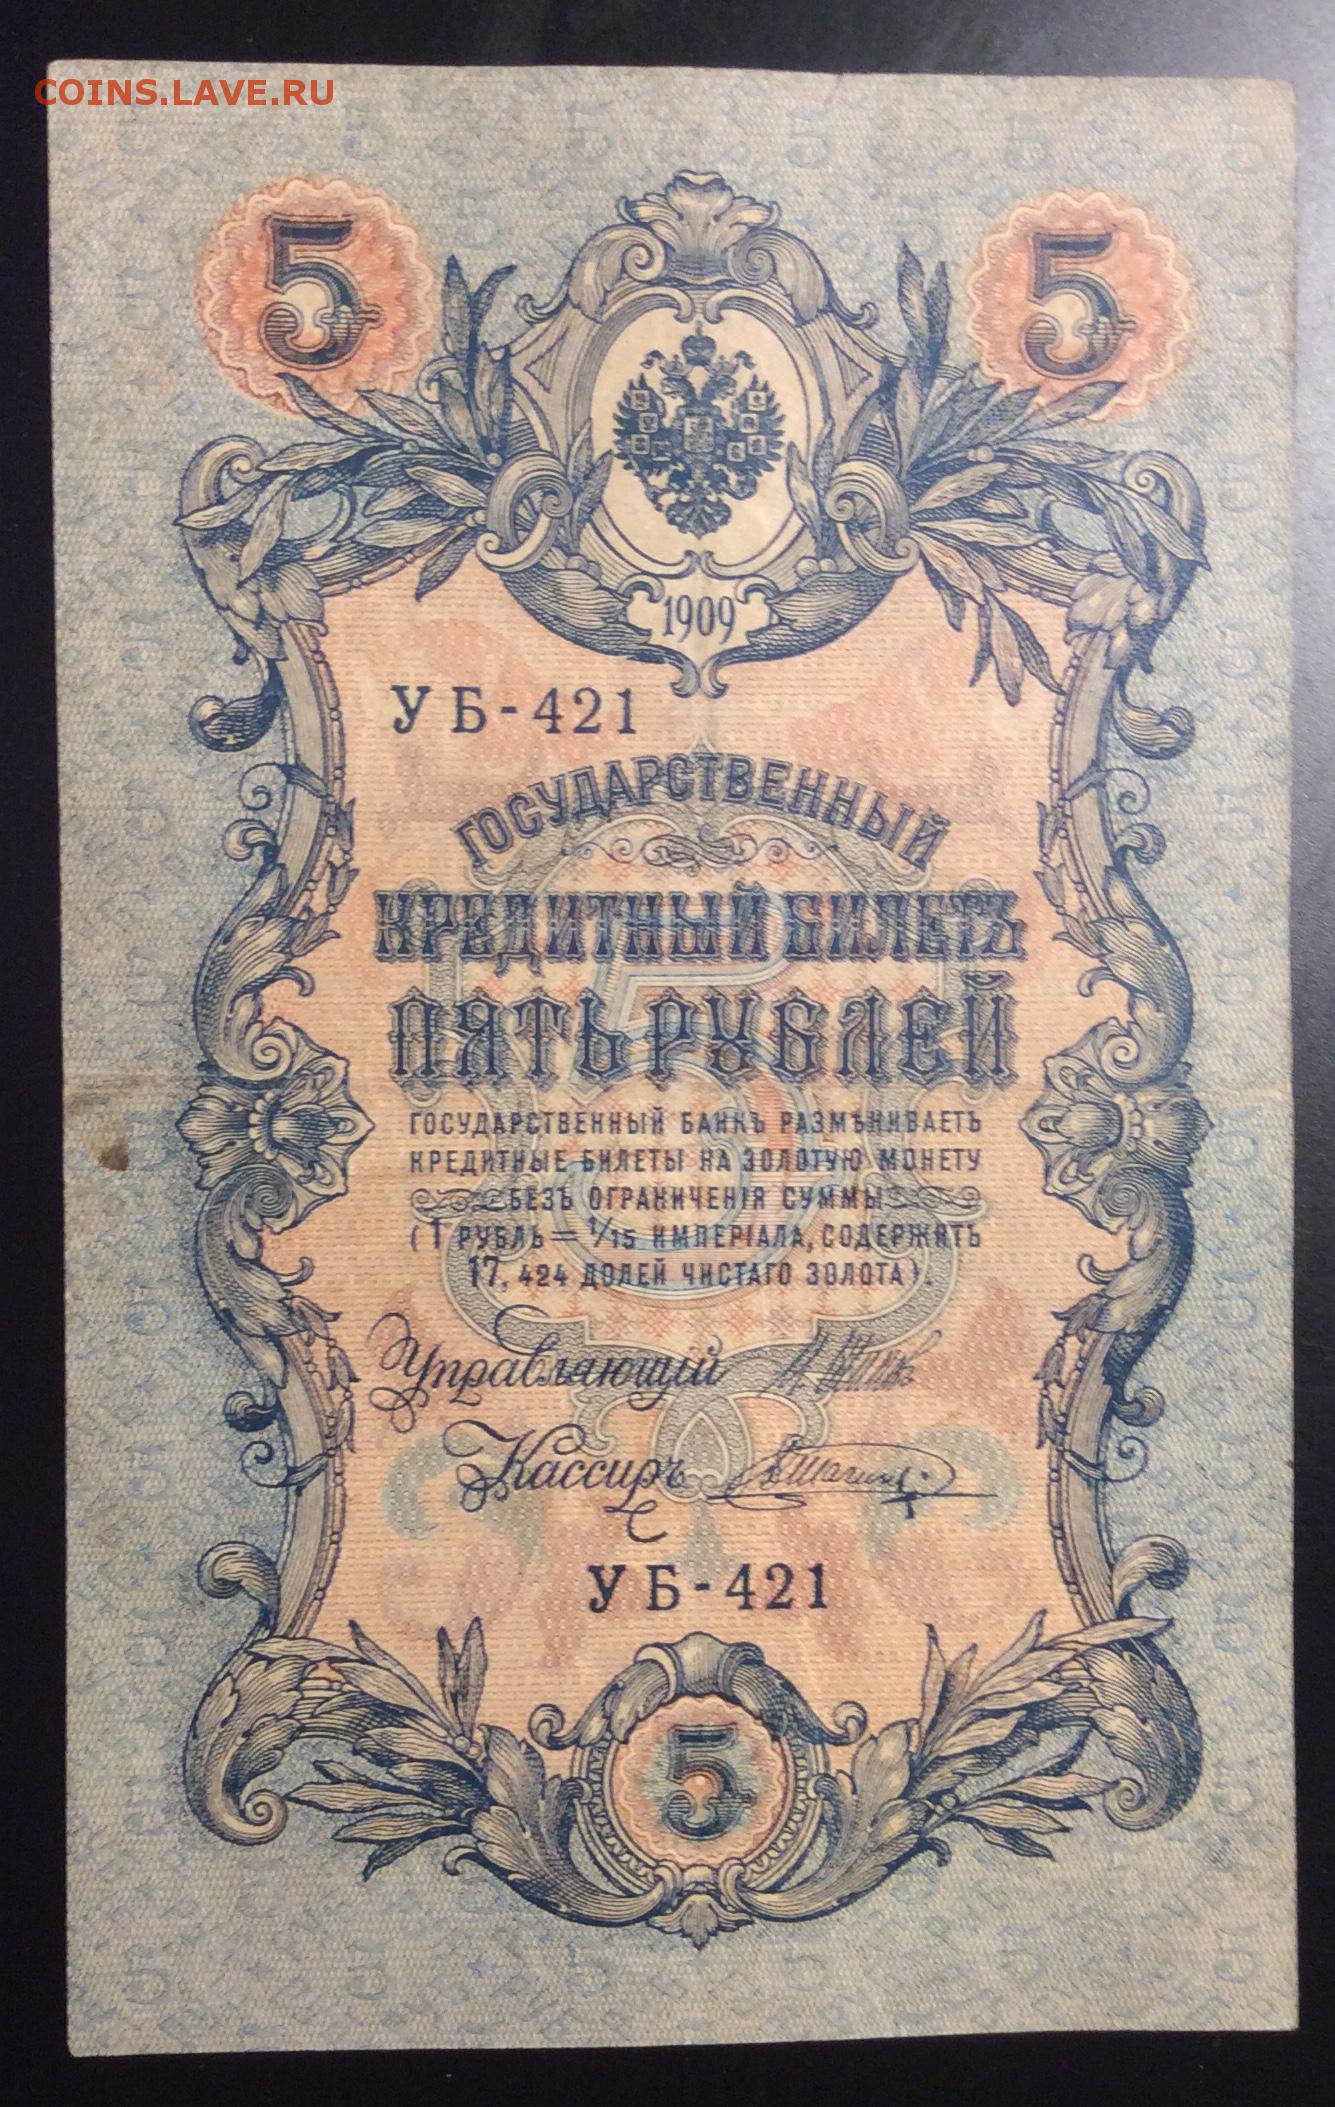 COINS.LAVE.RU
5 5
1909
УБ-421
ГОСУДАРСТВЕННЫЙ
КРЕДИТНЫЙ БИЛЕТЪ
ПЯТЬ РУБЛЕЙ
ГОСУДАРСТВЕННЫЙ БАНКЪ РАЗМѢНИВАЕТЪ
КРЕДИТНЫЕ БИЛЕТЫ НА ЗОЛОТУЮ МОНЕТУ
БЕЗЪ ОГРАНИЧЕНІЯ СУММЫ
(1 РУБЛЬ = 1/15 ИМПЕРІАЛА, СОДЕРЖИТЪ
17,424 ДОЛЕЙ ЧИСТАГО ЗОЛОТА).
Управляющій
Кассиръ
УБ-421
5